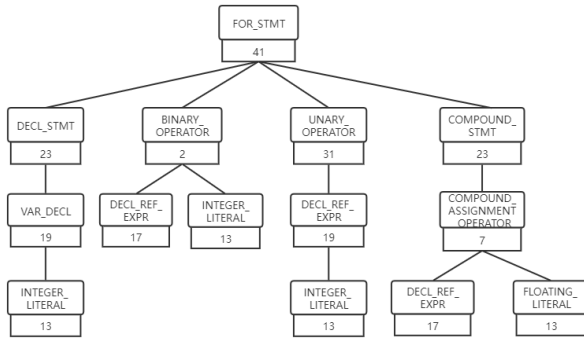 FOR_STMT
41
DECL_STMT
23
BINARY_
OPERATOR
2
UNARY_
OPERATOR
31
COMPOUND_
STMT
23
VAR_DECL
19
DECL_REF_
EXPR
17
INTEGER_
LITERAL
13
DECL_REF_
EXPR
19
COMPOUND_
ASSIGNMENT_
OPERATOR
7
INTEGER_
LITERAL
13
INTEGER_
LITERAL
13
DECL_REF_
EXPR
17
FLOATING_
LITERAL
13